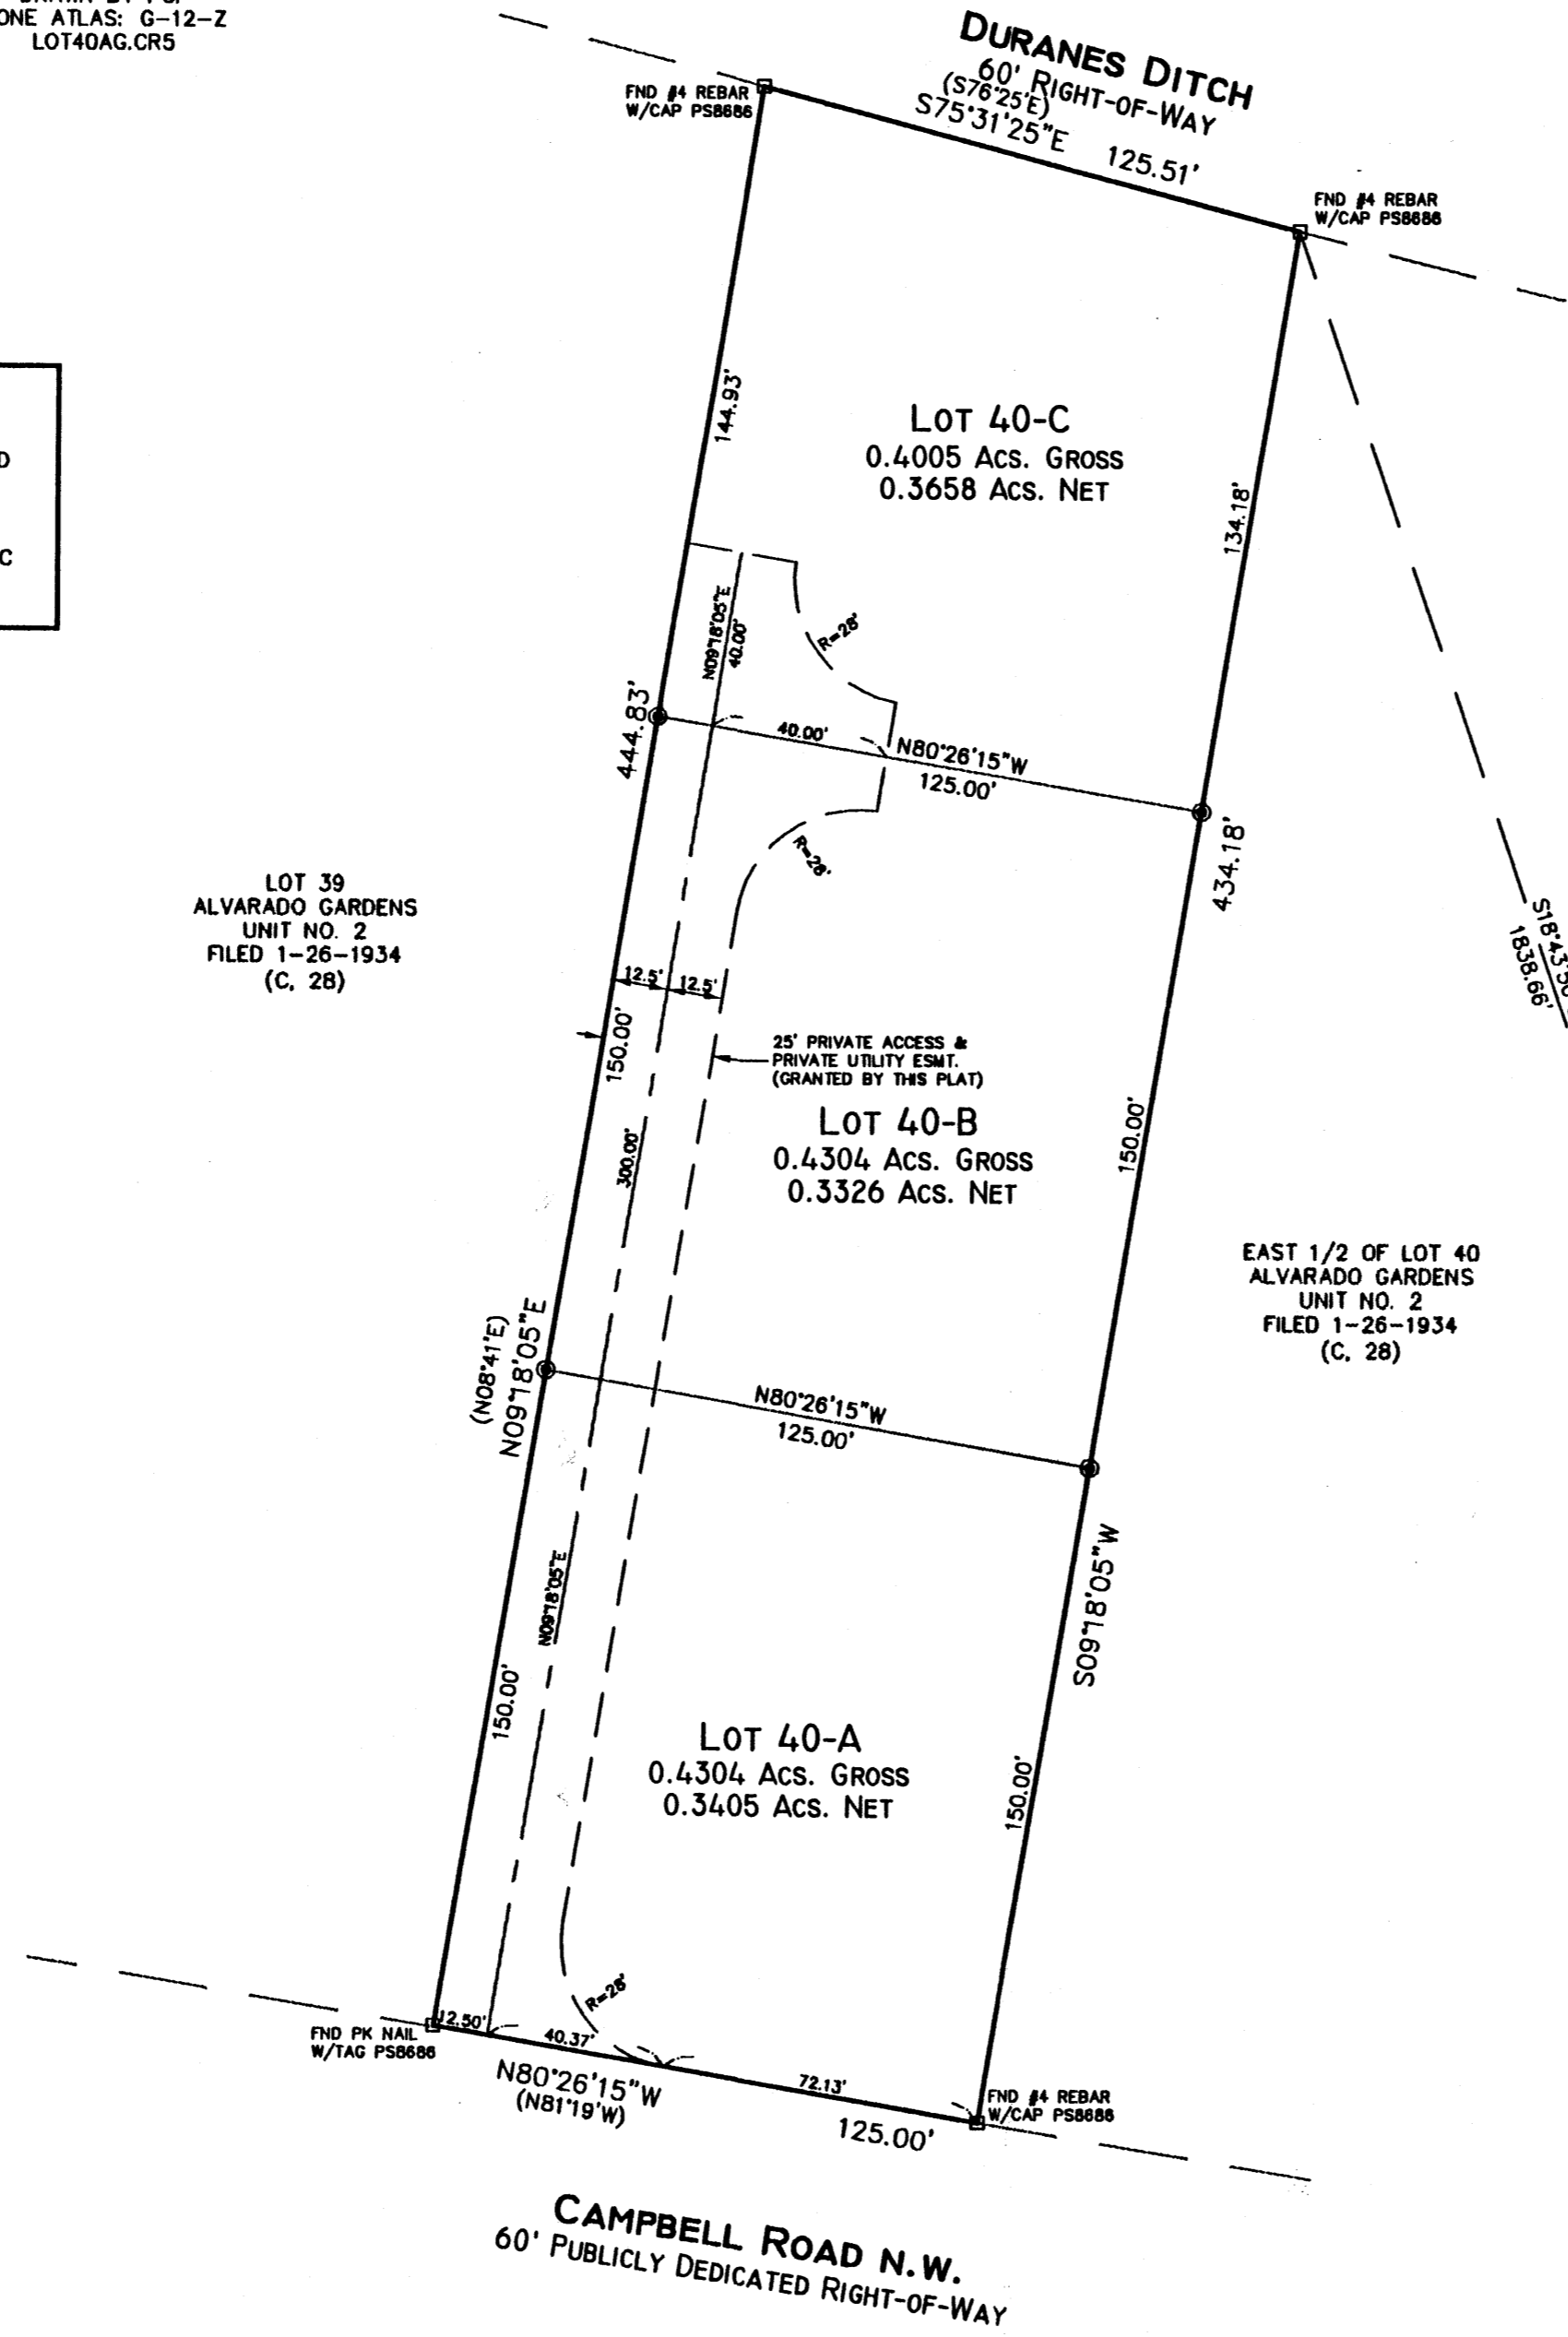 ONE ATLAS: G-12-Z
LOT40AG.CR5
DURANES DITCH
60' RIGHT-OF-WAY
(S76°25'E)
S75°31'25"E 125.51'
FND #4 REBAR
W/CAP PS8686
FND #4 REBAR
W/CAP PS8686
D
C
144.93'
LOT 40-C
0.4005 ACS. GROSS
0.3658 ACS. NET
134.18'
N09°18'05"E
40.00'
R=28'
444.83'
40.00'
N80°26'15"W
125.00'
434.18'
R=28'
LOT 39
ALVARADO GARDENS
UNIT NO. 2
FILED 1-26-1934
(C, 28)
S18°43'50
1838.66'
12.5'
12.5'
150.00'
25' PRIVATE ACCESS &
PRIVATE UTILITY ESMT.
(GRANTED BY THIS PLAT)
LOT 40-B
0.4304 ACS. GROSS
0.3326 ACS. NET
300.00'
150.00'
EAST 1/2 OF LOT 40
ALVARADO GARDENS
UNIT NO. 2
FILED 1-26-1934
(C, 28)
(N08°41'E)
N09°18'05"E
N80°26'15"W
125.00'
S09°18'05"W
N09°18'05"E
150.00'
LOT 40-A
0.4304 ACS. GROSS
0.3405 ACS. NET
150.00'
R=28'
12.50'
FND PK NAIL
W/TAG PS8686
40.37'
72.13'
N80°26'15"W
(N81°19'W)
125.00'
FND #4 REBAR
W/CAP PS8686
CAMPBELL ROAD N.W.
60' PUBLICLY DEDICATED RIGHT-OF-WAY